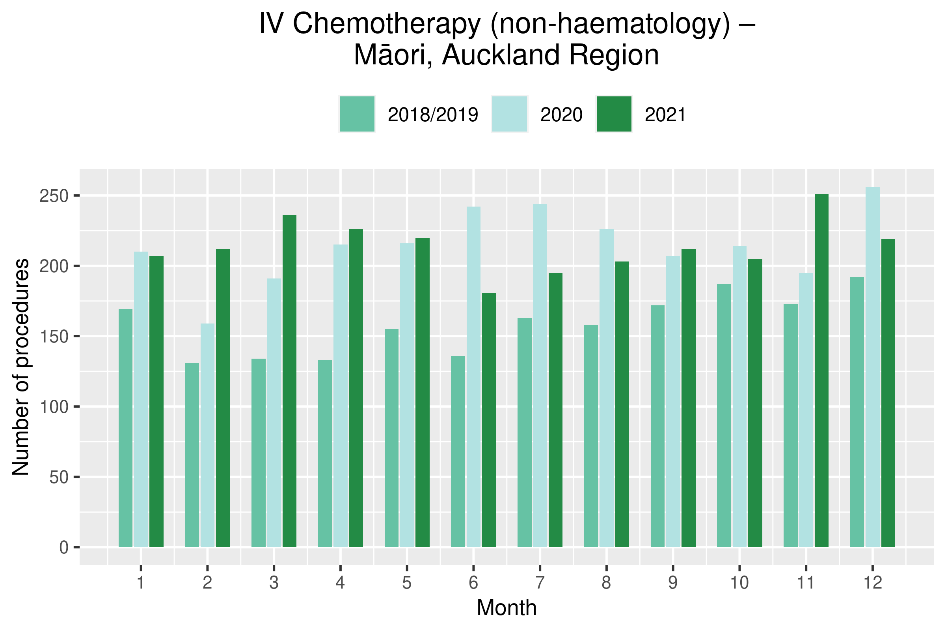 IV Chemotherapy (non-haematology) –
Māori, Auckland Region
2018/2019 2020 2021
Number of procedures
250
200
150
100
50
0
1 2 3 4 5 6 7 8 9 10 11 12
Month